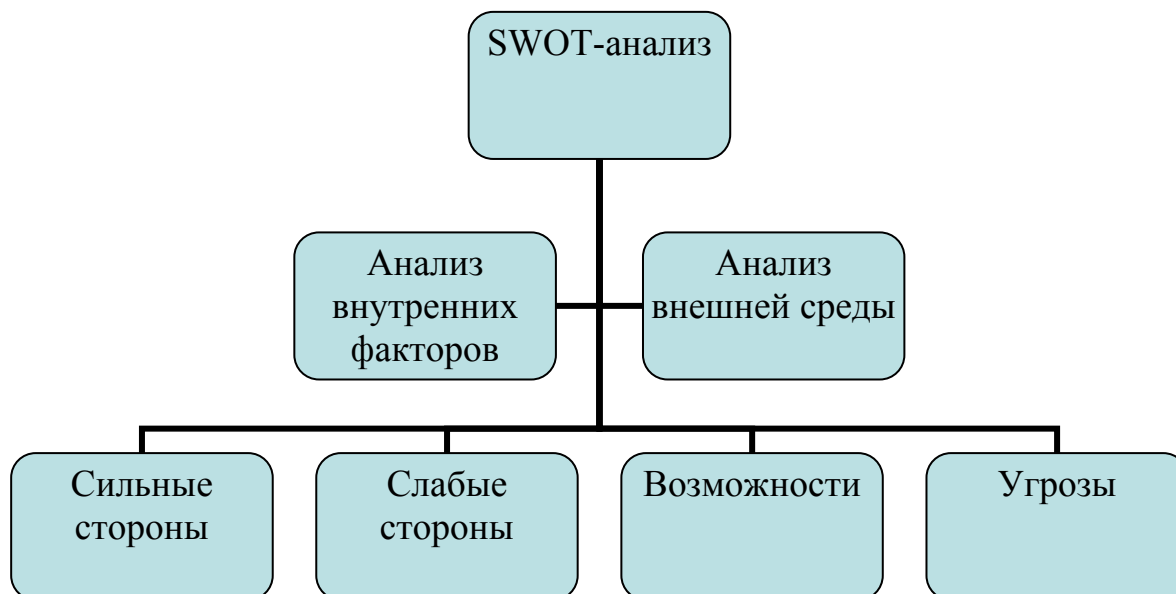 SWOT-анализ
Анализ
внутренних
факторов
Анализ
внешней среды
Сильные
стороны
Слабые
стороны
Возможности
Угрозы